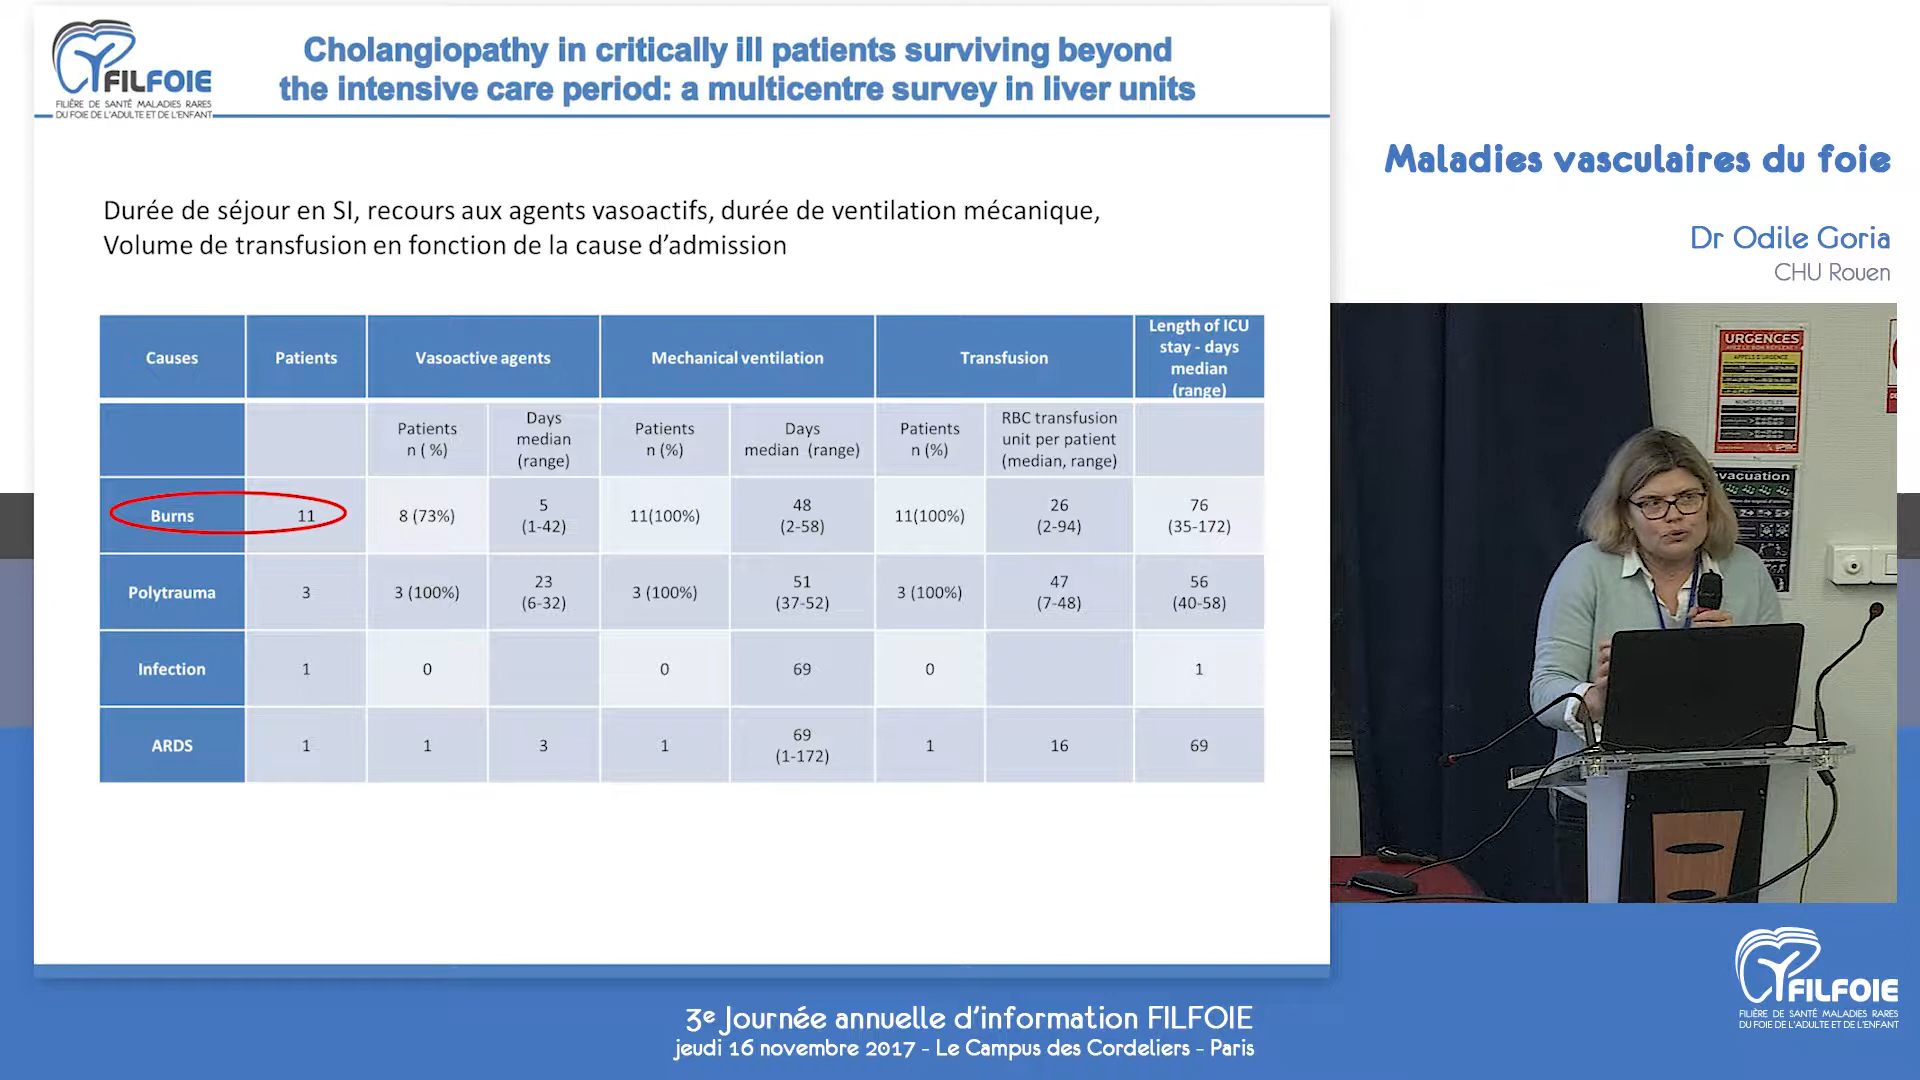 FILFOIE
FILIÈRE DE SANTÉ MALADIES RARES
DU FOIE DE L'ADULTE ET DE L'ENFANT
Cholangiopathy in critically ill patients surviving beyond
the intensive care period: a multicentre survey in liver units
Durée de séjour en SI, recours aux agents vasoactifs, durée de ventilation mécanique,
Volume de transfusion en fonction de la cause d'admission
Causes Patients Vasoactive agents Mechanical ventilation Transfusion Length of ICU stay - days median (range)
Patients n ( %) Days median (range) Patients n (%) Days median (range) Patients n (%) RBC transfusion unit per patient (median, range)
Burns 11 8 (73%) 5 (1-42) 11(100%) 48 (2-58) 11(100%) 26 (2-94) 76 (35-172)
Polytrauma 3 3 (100%) 23 (6-32) 3 (100%) 51 (37-52) 3 (100%) 47 (7-48) 56 (40-58)
Infection 1 0 0 69 0 1
ARDS 1 1 3 1 69 (1-172) 1 16 69
Maladies vasculaires du foie
Dr Odile Goria
CHU Rouen
URGENCES
APPELS D'URGENCE
NUMÉROS UTILES
vacuation
3e Journée annuelle d'information FILFOIE
jeudi 16 novembre 2017 - Le Campus des Cordeliers - Paris
FILFOIE
FILIÈRE DE SANTÉ MALADIES RARES
DU FOIE DE L'ADULTE ET DE L'ENFANT